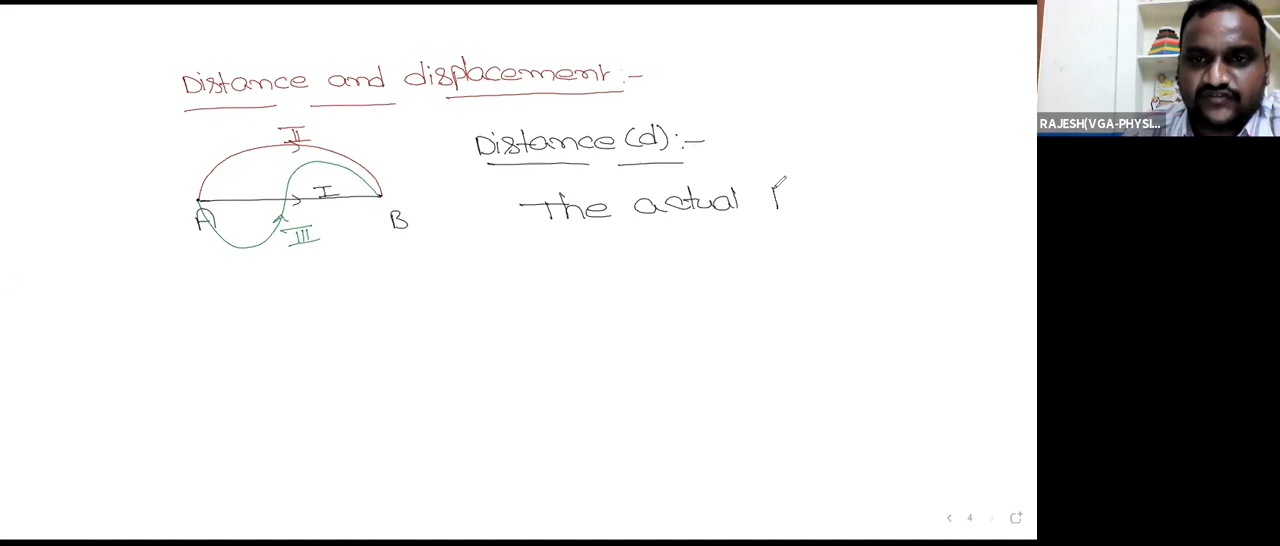 Distance and displacement:-
II
Distance (d):-
I
The actual
A
B
III
RAJESH(VGA-PHYSI...
4